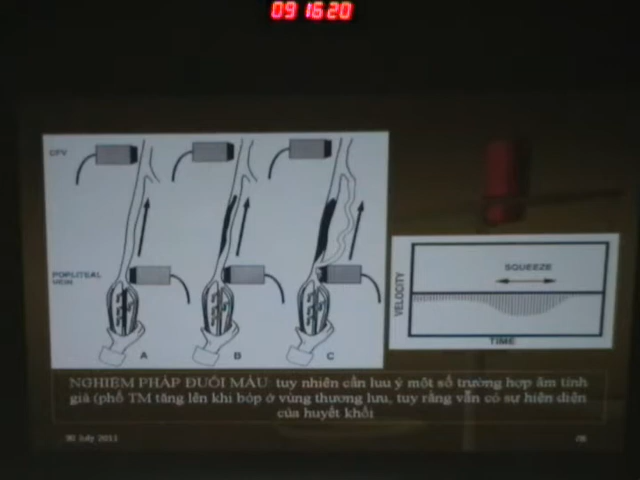 09 16 20
CFV
POPLITEAL
VEIN
A B C
SQUEEZE
VELOCITY
TIME
NGHIỆM PHÁP ĐUỔI MÁU: tuy nhiên cần lưu ý một số trường hợp âm tính
giả (phổ TM tăng lên khi bóp ở vùng thượng lưu, tuy rằng vẫn có sự hiện diện
của huyết khối
30 July 2011